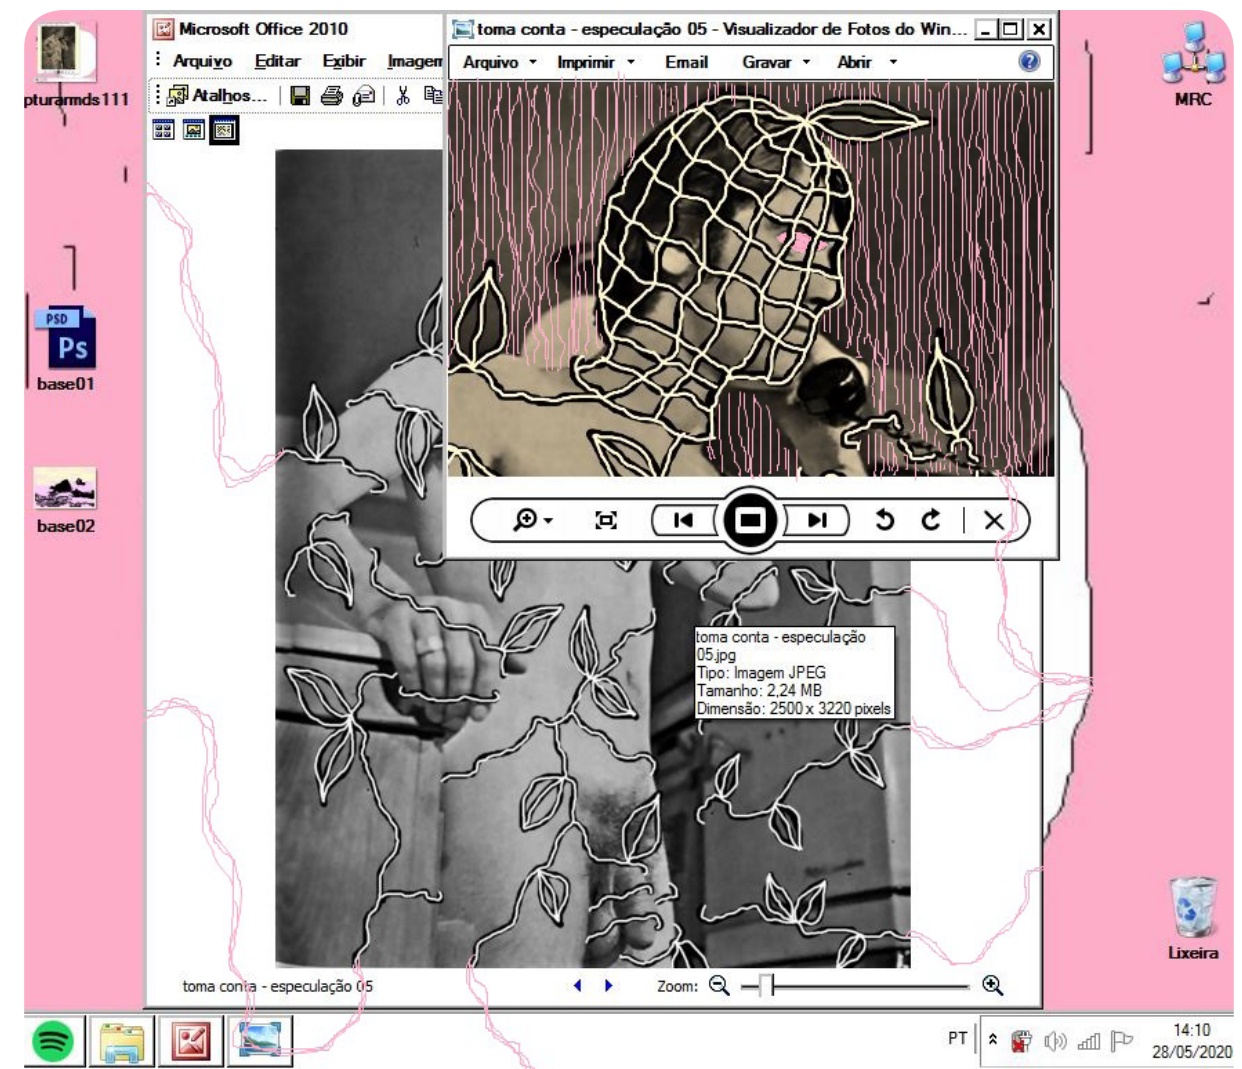 Microsoft Office 2010
Arquivo Editar Exibir Imagem
Atalhos...
toma conta - especulação 05 - Visualizador de Fotos do Win...
Arquivo Imprimir Email Gravar Abrir
pturarmds111
PSD
Ps
base01
base02
MRC
toma conta - especulação
05.jpg
Tipo: Imagem JPEG
Tamanho: 2,24 MB
Dimensão: 2500 x 3220 pixels
Lixeira
toma conta - especulação 05
Zoom:
PT
14:10
28/05/2020